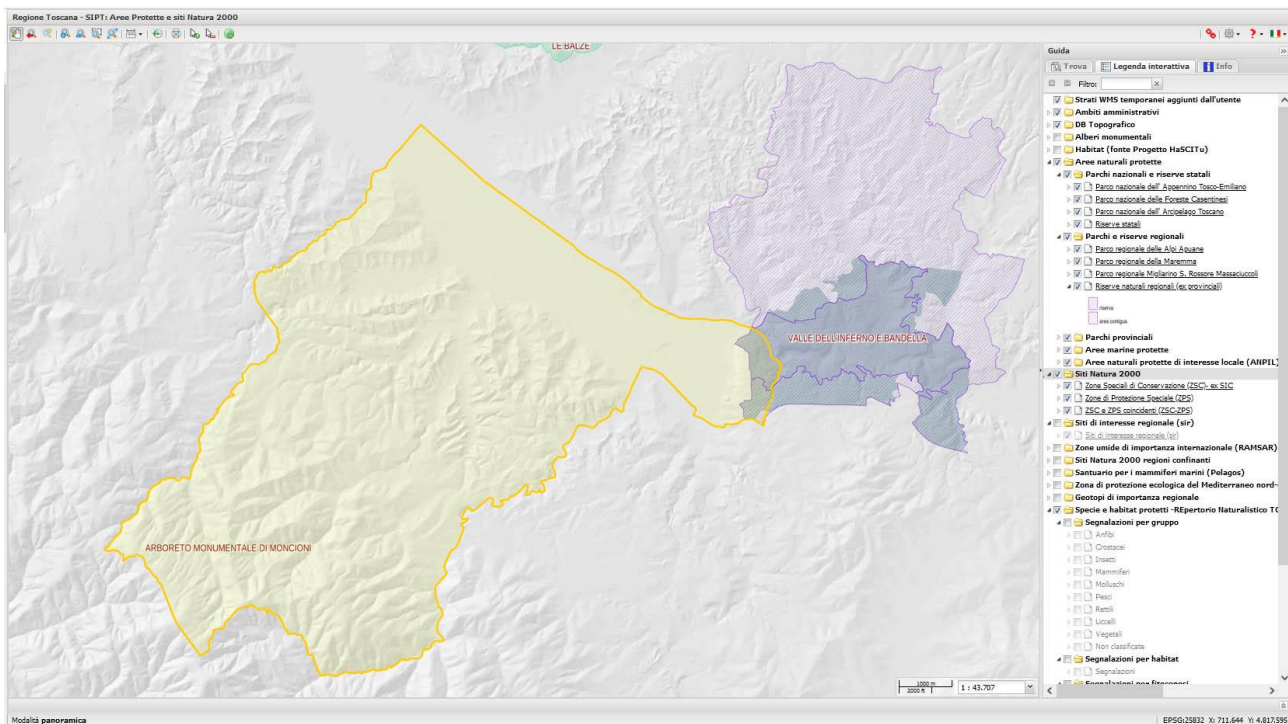 Regione Toscana - SIPT: Aree Protette e siti Natura 2000
LE BALZE
VALLE DELL'INFERNO E BANDELLA
ARBORETO MONUMENTALE DI MONCIONI
1000 m
2000 ft
1 : 43.707
Guida
Trova
Legenda interattiva
Info
Filtro:
Strati WMS temporanei aggiunti dall'utente
Ambiti amministrativi
DB Topografico
Alberi monumentali
Habitat (fonte Progetto HaSCITu)
Aree naturali protette
Parchi nazionali e riserve statali
Parco nazionale dell' Appennino Tosco-Emiliano
Parco nazionale delle Foreste Casentinesi
Parco nazionale dell' Arcipelago Toscano
Riserve statali
Parchi e riserve regionali
Parco regionale delle Alpi Apuane
Parco regionale della Maremma
Parco regionale Migliarino S. Rossore Massaciuccoli
Riserve naturali regionali (ex provinciali)
riserva
area contigua
Parchi provinciali
Aree marine protette
Aree naturali protette di interesse locale (ANPIL)
Siti Natura 2000
Zone Speciali di Conservazione (ZSC)- ex SIC
Zone di Protezione Speciale (ZPS)
ZSC e ZPS coincidenti (ZSC-ZPS)
Siti di interesse regionale (sir)
Siti di interesse regionale (sir)
Zone umide di importanza internazionale (RAMSAR)
Siti Natura 2000 regioni confinanti
Santuario per i mammiferi marini (Pelagos)
Zona di protezione ecologica del Mediterraneo nord-
Geotopi di importanza regionale
Specie e habitat protetti -REpertorio Naturalistico TO
Segnalazioni per gruppo
Anfibi
Crostacei
Insetti
Mammiferi
Molluschi
Pesci
Rettili
Uccelli
Vegetali
Non classificate
Segnalazioni per habitat
Segnalazioni
Segnalazioni per fitocenosi
Modalità panoramica
EPSG:25832 X: 711.644 Y: 4.817.592